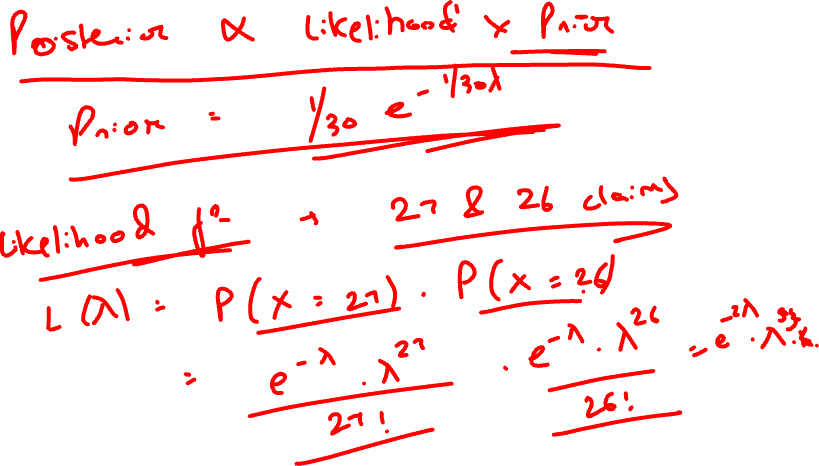 Posterior ∝ Likelihood × Prior
Prior = 1/30 e^{-1/30λ}
Likelihood f^n → 27 & 26 claims
L(λ) = P(X = 27) . P(X = 26)
= e^{-λ} . λ^{27} / 27! . e^{-λ} . λ^{26} / 26! = e^{-2λ} . λ^{53} . k.